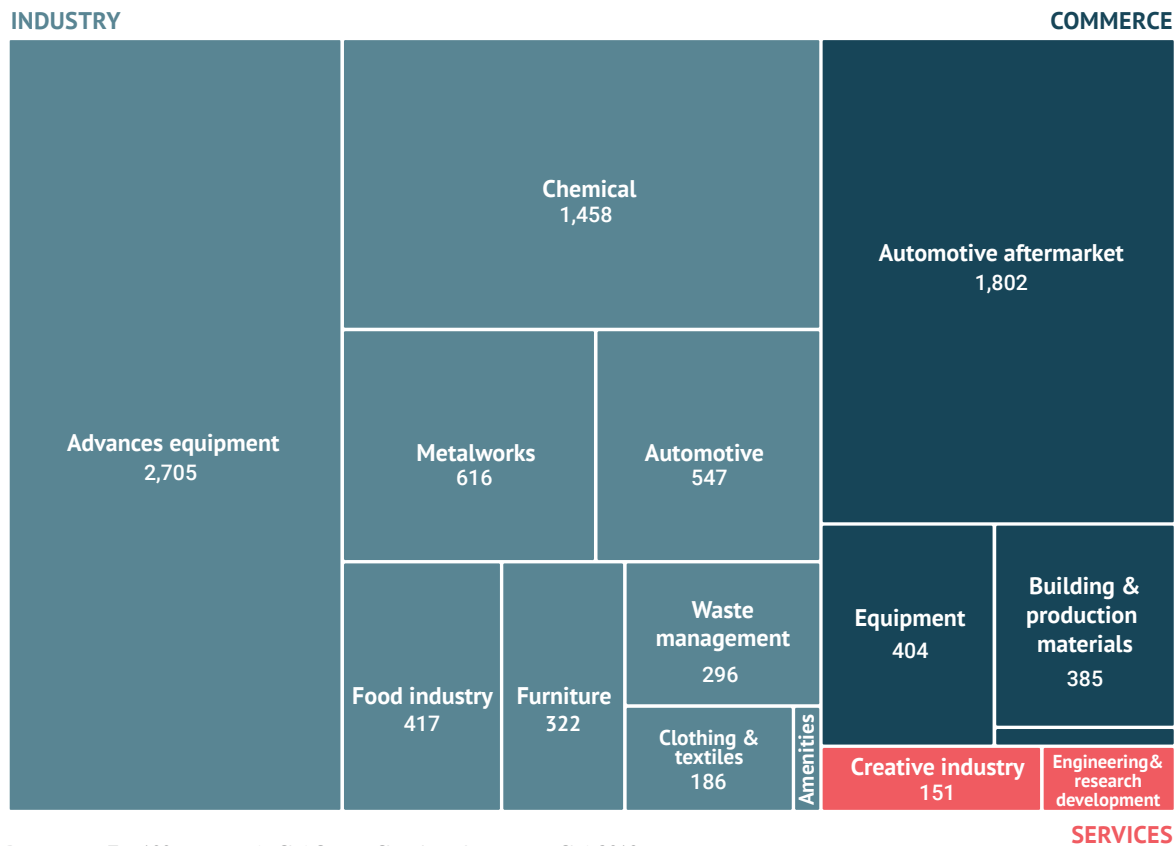 INDUSTRY
COMMERCE
Chemical
1,458
Automotive aftermarket
1,802
Advances equipment
2,705
Metalworks
616
Automotive
547
Waste
management
296
Equipment
404
Building &
production
materials
385
Food industry
417
Furniture
322
Clothing &
textiles
186
Amenities
Creative industry
151
Engineering&
research
development
SERVICES